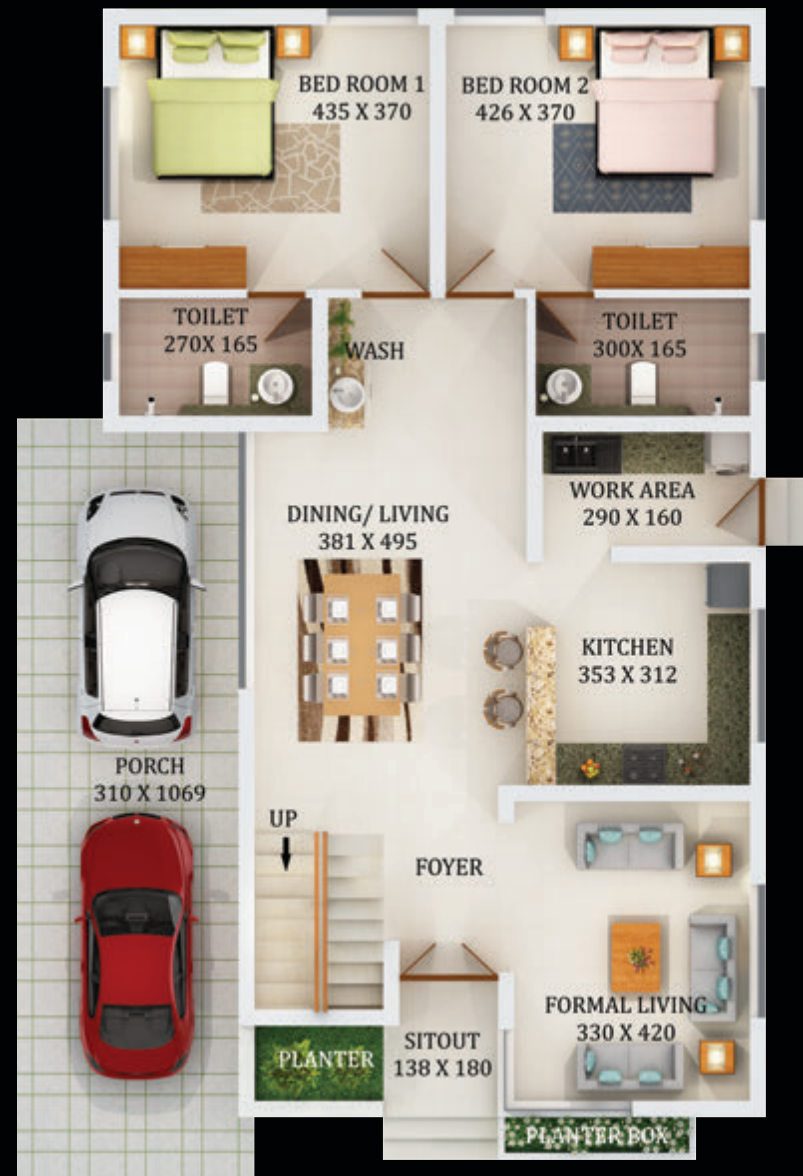 BED ROOM 1
435 X 370
BED ROOM 2
426 X 370
TOILET
270X 165
WASH
TOILET
300X 165
WORK AREA
290 X 160
DINING/ LIVING
381 X 495
KITCHEN
353 X 312
PORCH
310 X 1069
UP
FOYER
FORMAL LIVING
330 X 420
PLANTER
SITOUT
138 X 180
PLANTER BOX